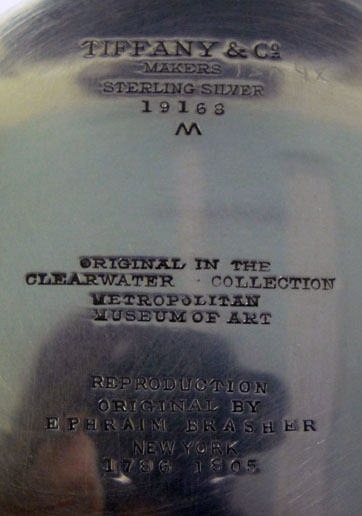 TIFFANY & Co
MAKERS
STERLING SILVER
19168
M
ORIGINAL IN THE
CLEARWATER COLLECTION
METROPOLITAN
MUSEUM OF ART
REPRODUCTION
ORIGINAL BY
EPHRAIM BRASHER
NEW YORK
1786 1805